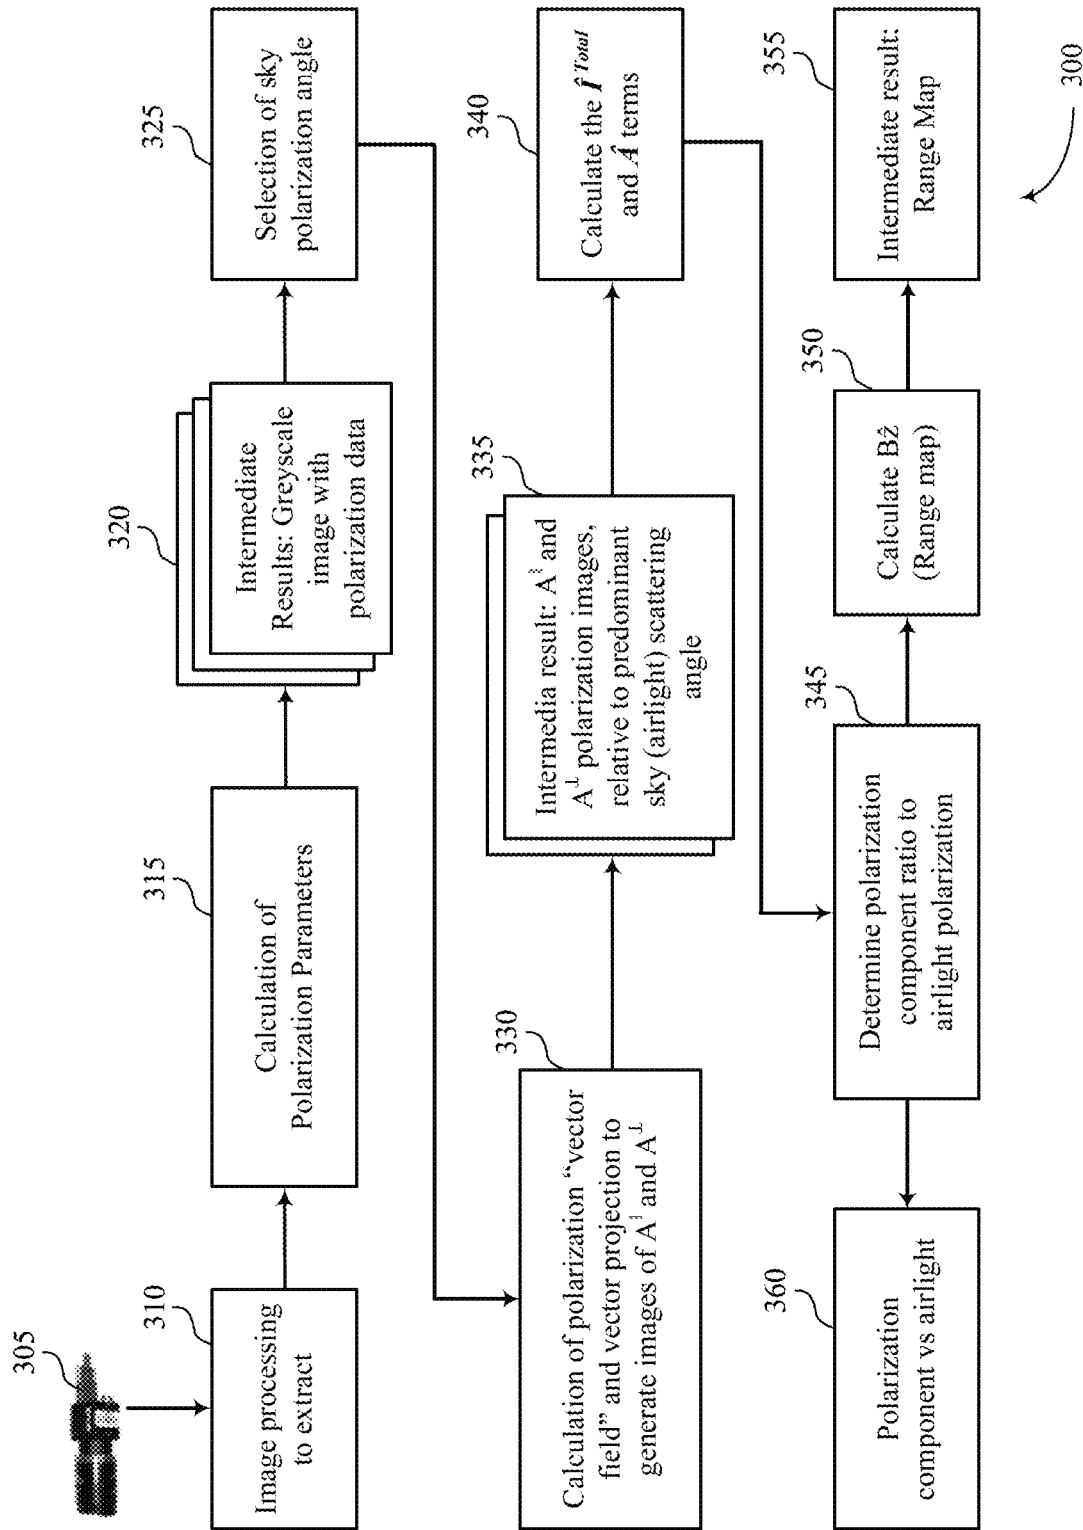 305
310
Image processing
to extract
315
Calculation of
Polarization Parameters
320
Intermediate
Results: Greyscale
image with
polarization data
325
Selection of sky
polarization angle
330
Calculation of polarization “vector
field” and vector projection to
generate images of A∥ and A⊥
335
Intermedia result: A∥ and
A⊥ polarization images,
relative to predominant
sky (airlight) scattering
angle
340
Calculate the Î Total
and Â terms
345
Determine polarization
component ratio to
airlight polarization
350
Calculate Bẑ
(Range map)
355
Intermediate result:
Range Map
360
Polarization
component vs airlight
300